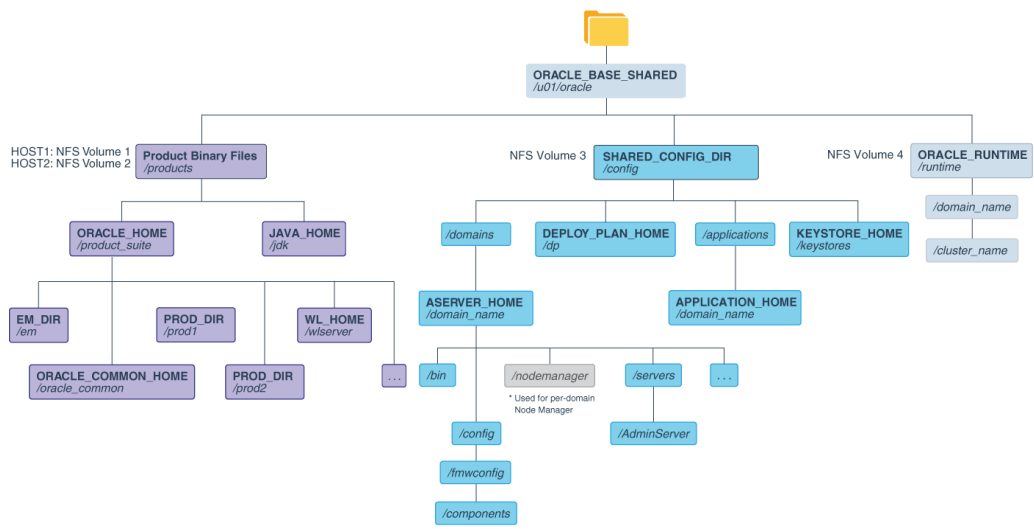 ORACLE_BASE_SHARED
/u01/oracle
HOST1: NFS Volume 1
HOST2: NFS Volume 2
Product Binary Files
/products
NFS Volume 3
SHARED_CONFIG_DIR
/config
NFS Volume 4
ORACLE_RUNTIME
/runtime
/domain_name
/cluster_name
ORACLE_HOME
/product_suite
JAVA_HOME
/jdk
/domains
DEPLOY_PLAN_HOME
/dp
/applications
KEYSTORE_HOME
/keystores
EM_DIR
/em
PROD_DIR
/prod1
WL_HOME
/wlserver
ORACLE_COMMON_HOME
/oracle_common
PROD_DIR
/prod2
...
ASERVER_HOME
/domain_name
APPLICATION_HOME
/domain_name
/bin
/nodemanager
* Used for per-domain
Node Manager
/servers
...
/config
/AdminServer
/fmwconfig
/components